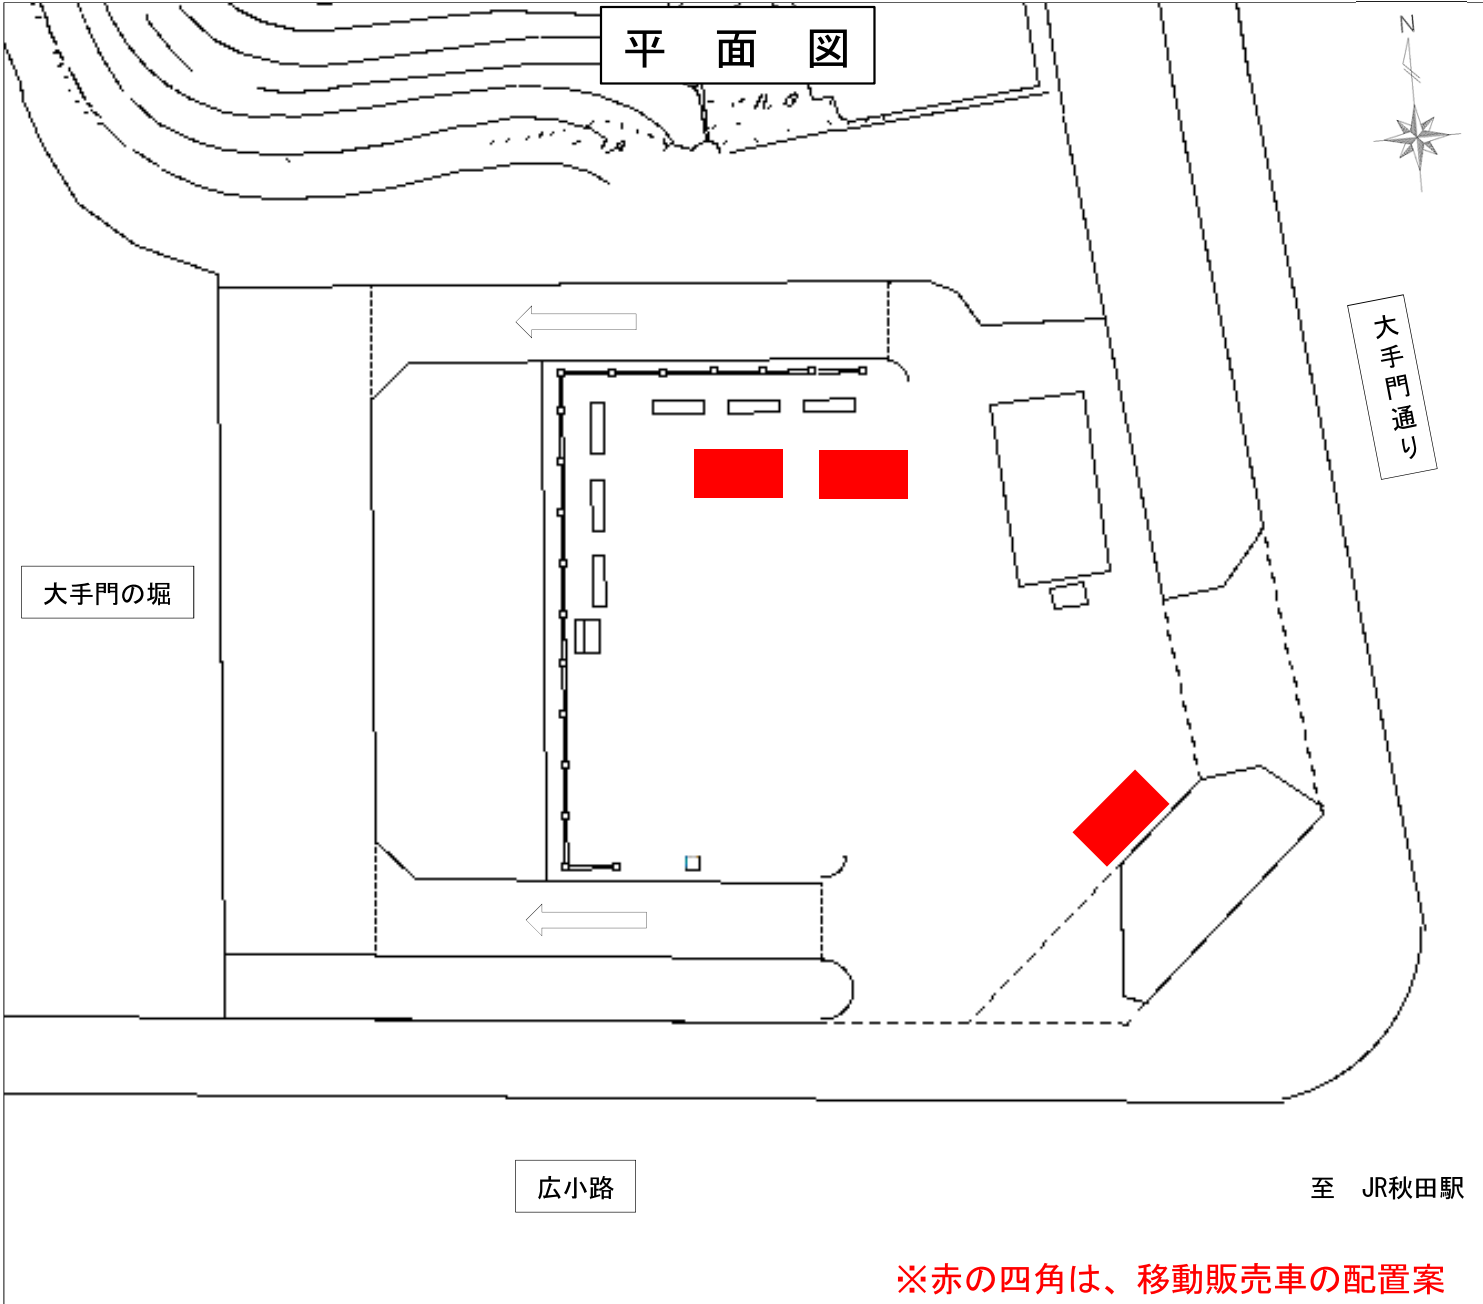 平　面　図
N
大手門通り
大手門の堀
広小路
至　JR秋田駅
※赤の四角は、移動販売車の配置案